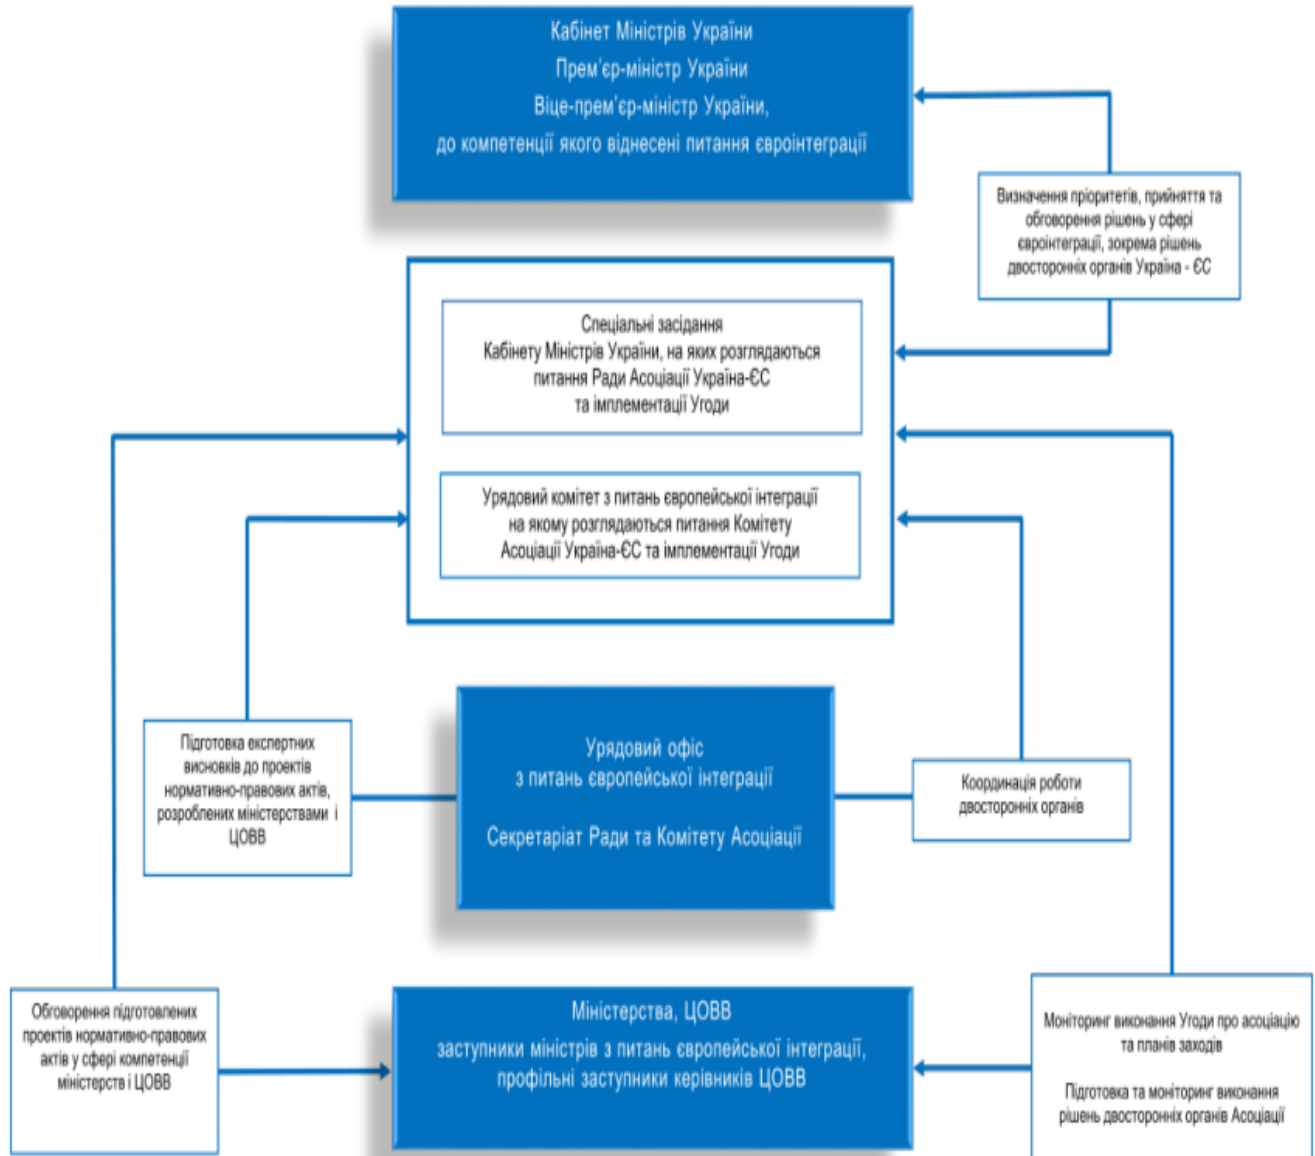 Кабінет Міністрів України
Прем'єр-міністр України
Віце-прем'єр-міністр України,
до компетенції якого віднесені питання євроінтеграції
Визначення пріоритетів, прийняття та
обговорення рішень у сфері
євроінтеграції, зокрема рішень
двосторонніх органів Україна - ЄС
Спеціальні засідання
Кабінету Міністрів України, на яких розглядаються
питання Ради Асоціації Україна-ЄС
та імплементації Угоди
Урядовий комітет з питань європейської інтеграції
на якому розглядаються питання Комітету
Асоціації Україна-ЄС та імплементації Угоди
Підготовка експертних
висновків до проектів
нормативно-правових актів,
розроблених міністерствами і
ЦОВВ
Урядовий офіс
з питань європейської інтеграції
Секретаріат Ради та Комітету Асоціації
Координація роботи
двосторонніх органів
Обговорення підготовлених
проектів нормативно-правових
актів у сфері компетенції
міністерств і ЦОВВ
Міністерства, ЦОВВ
заступники міністрів з питань європейської інтеграції,
профільні заступники керівників ЦОВВ
Моніторинг виконання Угоди про асоціацію
та планів заходів
Підготовка та моніторинг виконання
рішень двосторонніх органів Асоціації